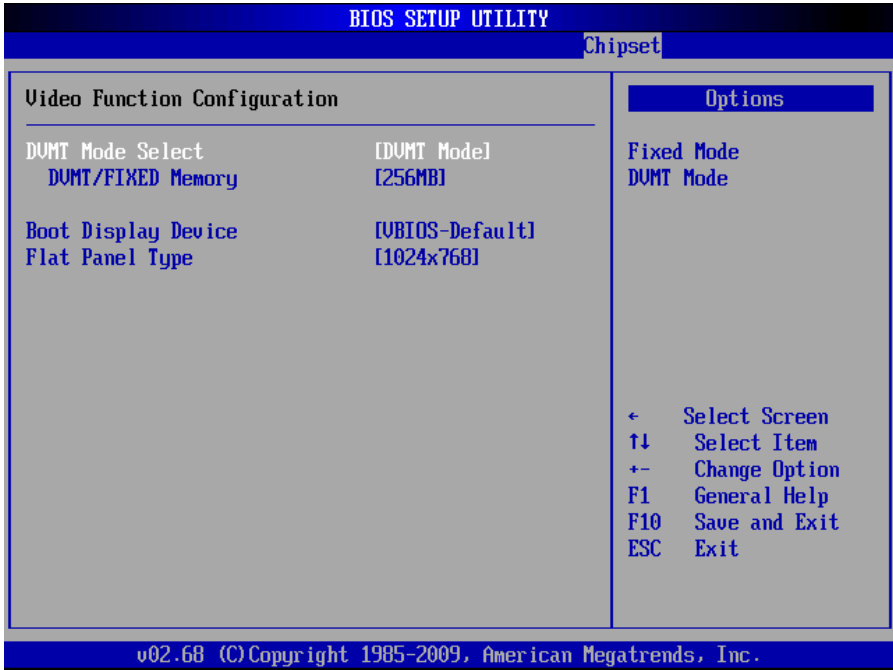 BIOS SETUP UTILITY
Chipset
Video Function Configuration
DVMT Mode Select [DVMT Mode]
DVMT/FIXED Memory [256MB]
Boot Display Device [VBIOS-Default]
Flat Panel Type [1024x768]
Options
Fixed Mode
DVMT Mode
← Select Screen
↑↓ Select Item
+- Change Option
F1 General Help
F10 Save and Exit
ESC Exit
v02.68 (C)Copyright 1985-2009, American Megatrends, Inc.